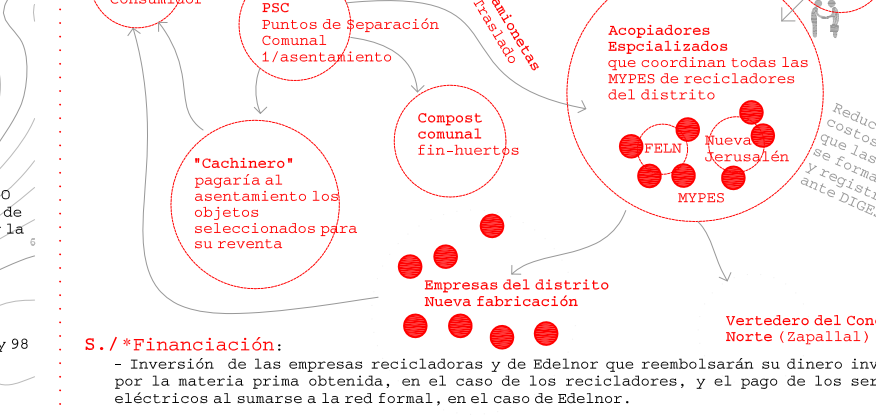 Consumidor
PSC
Puntos de Separación
Comunal
1/asentamiento
Camionetas
Traslado
Acopiadores
Espcializados
que coordinan todas las
MYPES de recicladores
del distrito
FELN
Nueva
Jerusalén
MYPES
Compost
comunal
fin-huertos
"Cachinero"
pagaría al
asentamiento los
objetos
seleccionados para
su reventa
costos
que las
se forma
y registr
ante DIGES
de
la
Empresas del distrito
Nueva fabricación
Vertedero del Con
Norte (Zapallal)
y 98
S./*Financiación:
- Inversión de las empresas recicladoras y de Edelnor que reembolsarán su dinero inv
por la materia prima obtenida, en el caso de los recicladores, y el pago de los ser
eléctricos al sumarse a la red formal, en el caso de Edelnor.